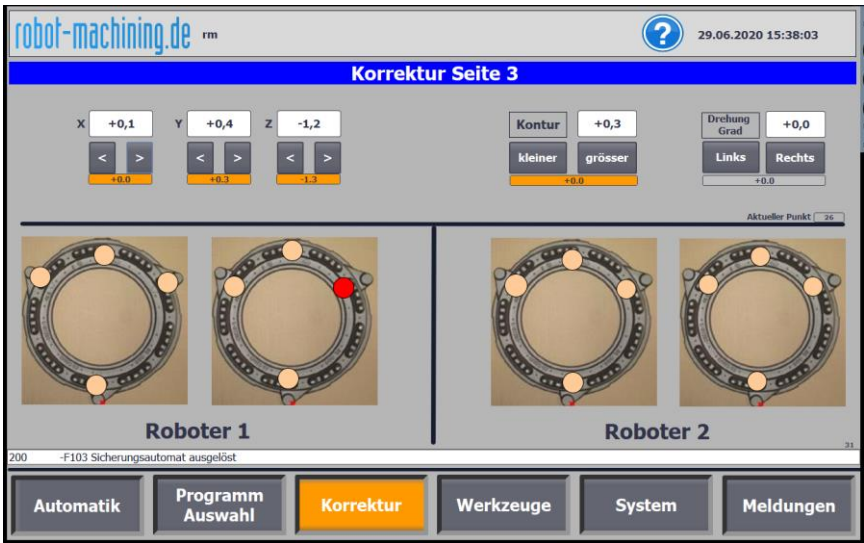 robot-machining.de rm ? 29.06.2020 15:38:03
Korrektur Seite 3
X +0,1 Y +0,4 Z -1,2 Kontur +0,3 Drehung Grad +0,0
< > < > < > kleiner grösser Links Rechts
+0.0 +0.3 -1.3 +0.0 +0.0
Aktueller Punkt 26
Roboter 1 Roboter 2
31
200 -F103 Sicherungsautomat ausgelöst
Automatik Programm Auswahl Korrektur Werkzeuge System Meldungen